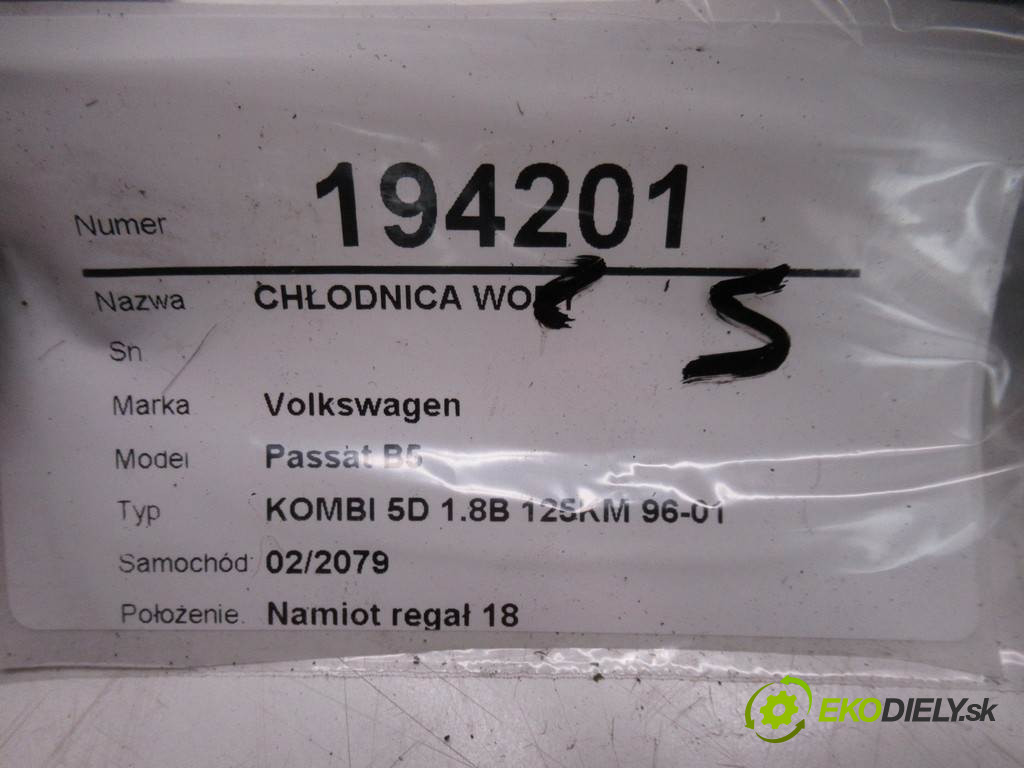 Numer 194201
Nazwa CHŁODNICA WODY
S
Sn
Marka Volkswagen
Model Passat B5
Typ KOMBI 5D 1.8B 125KM 96-01
Samochód: 02/2079
Położenie. Namiot regał 18
EKODIELY.sk